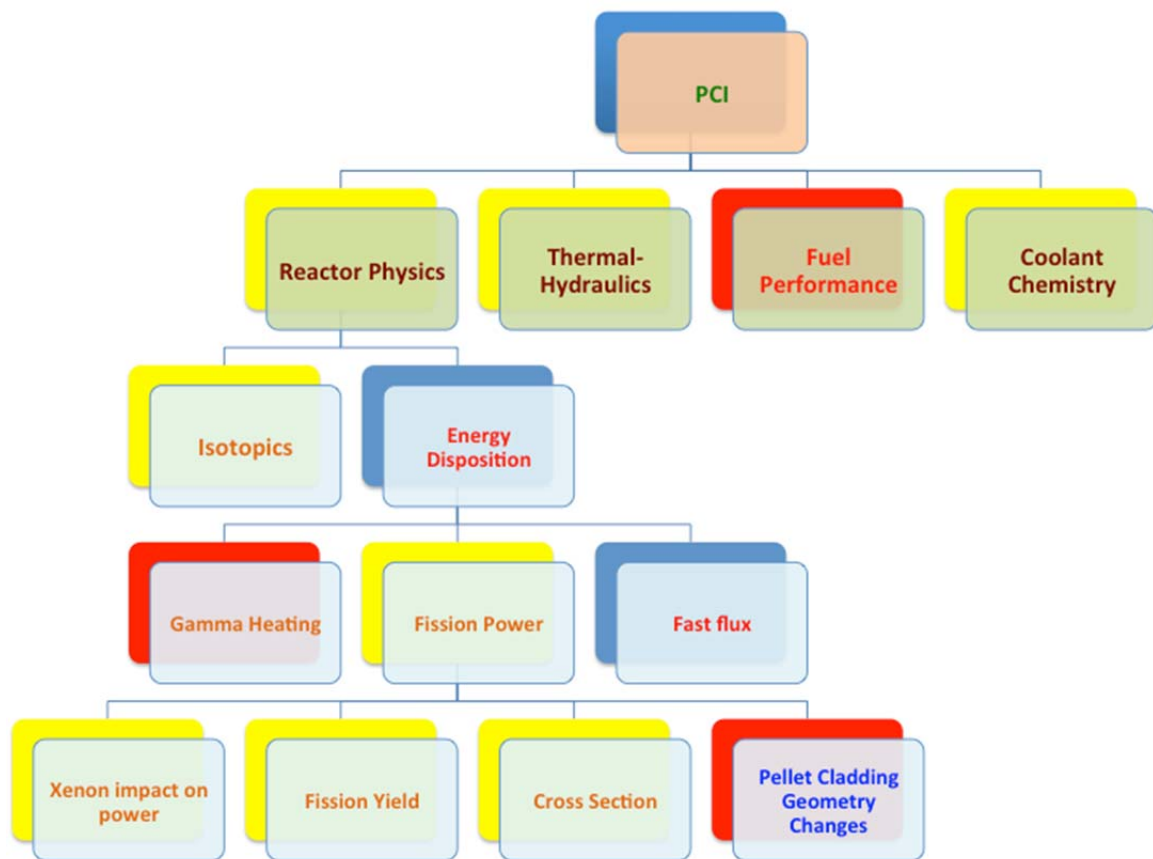 PCI
Reactor Physics
Thermal-
Hydraulics
Fuel
Performance
Coolant
Chemistry
Isotopics
Energy
Disposition
Gamma Heating
Fission Power
Fast flux
Xenon impact on
power
Fission Yield
Cross Section
Pellet Cladding
Geometry
Changes